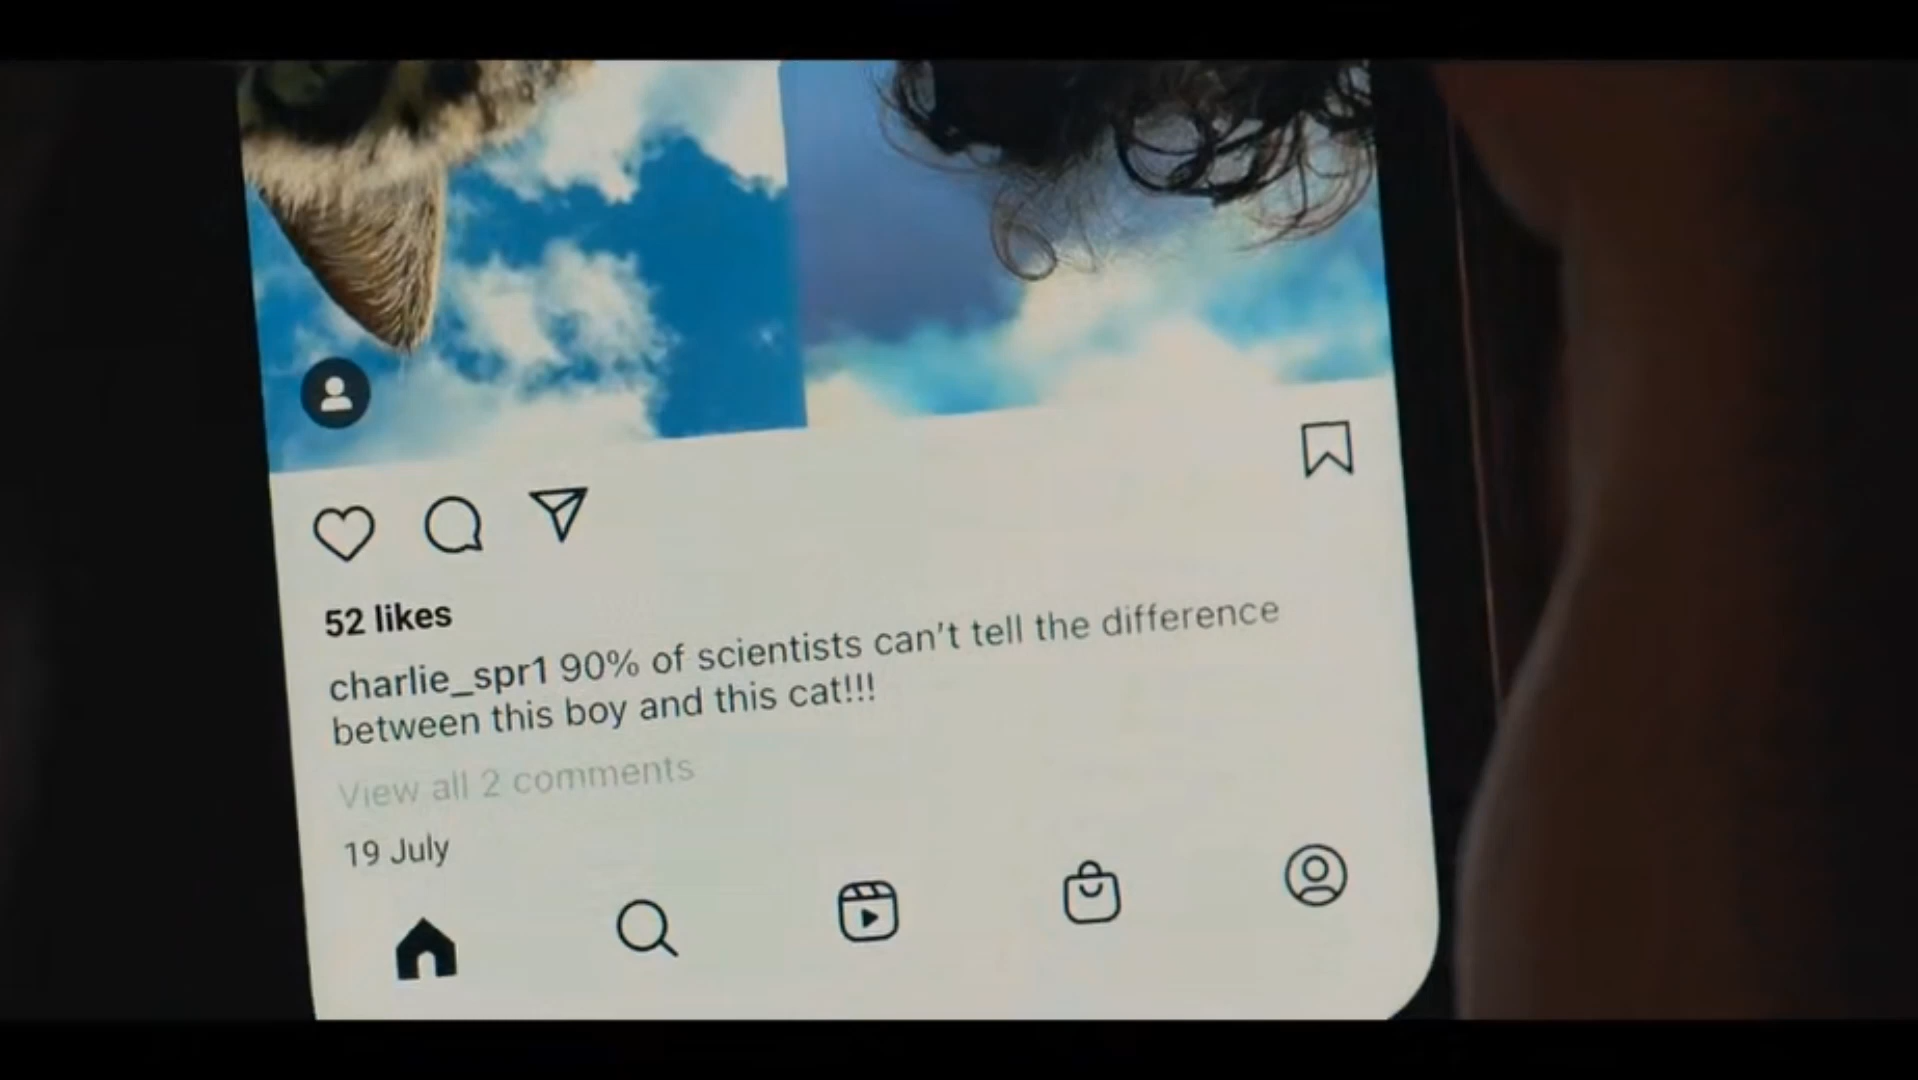 52 likes
charlie_spr1 90% of scientists can't tell the difference
between this boy and this cat!!!
View all 2 comments
19 July